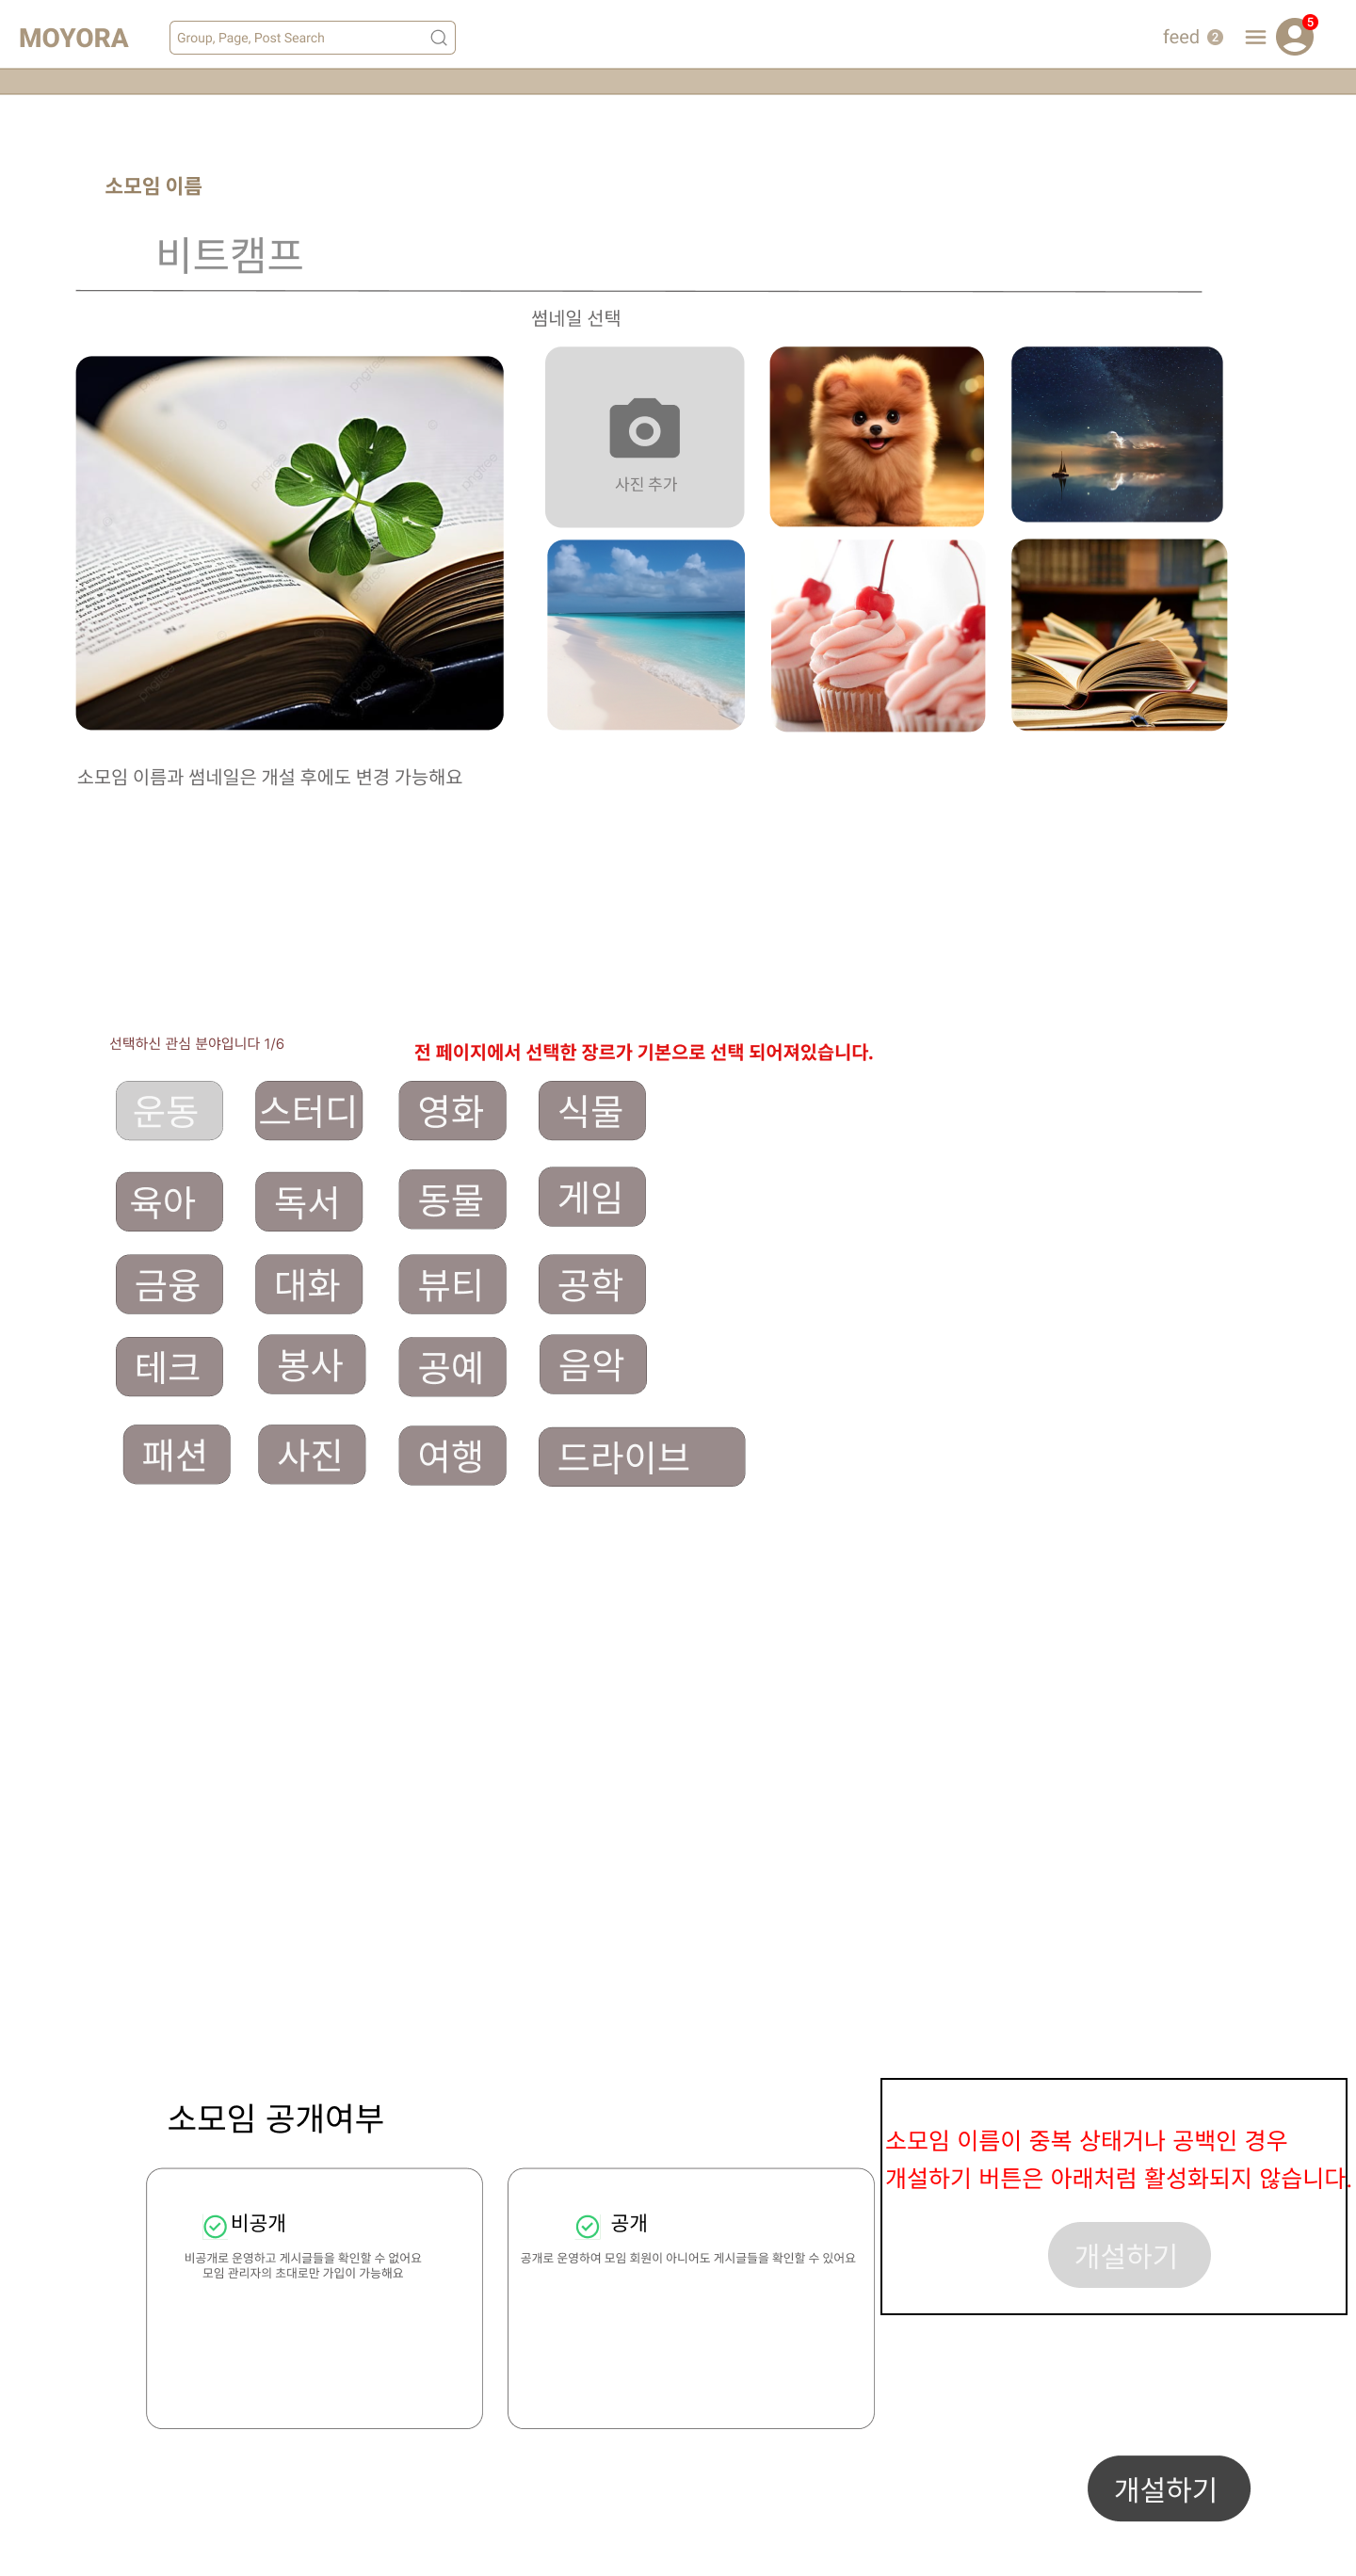 MOYORA
Group, Page, Post Search
feed 2
5
소모임 이름
비트캠프
썸네일 선택
사진 추가
소모임 이름과 썸네일은 개설 후에도 변경 가능해요
선택하신 관심 분야입니다 1/6
전 페이지에서 선택한 장르가 기본으로 선택 되어져있습니다.
운동 스터디 영화 식물
육아 독서 동물 게임
금융 대화 뷰티 공학
테크 봉사 공예 음악
패션 사진 여행 드라이브
소모임 공개여부
비공개
비공개로 운영하고 게시글들을 확인할 수 없어요
모임 관리자의 초대로만 가입이 가능해요
공개
공개로 운영하여 모임 회원이 아니어도 게시글들을 확인할 수 있어요
소모임 이름이 중복 상태거나 공백인 경우
개설하기 버튼은 아래처럼 활성화되지 않습니다.
개설하기
개설하기